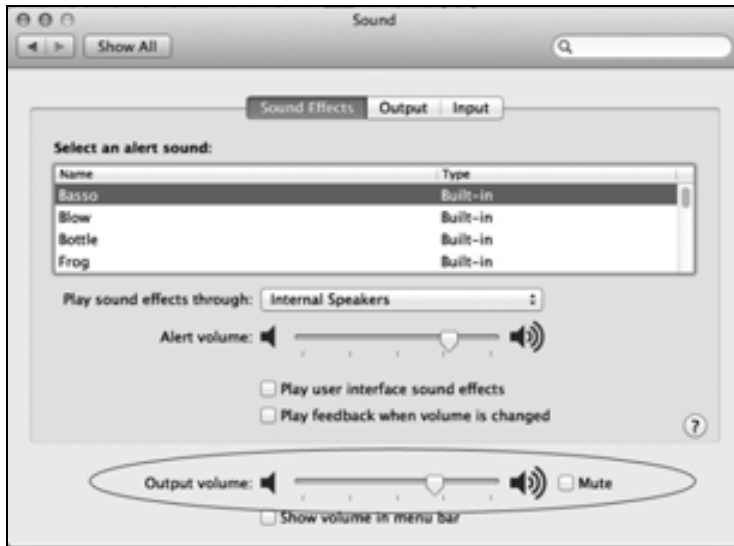 Sound
Show All
Sound Effects Output Input
Select an alert sound:
Name Type
Basso Built-in
Blow Built-in
Bottle Built-in
Frog Built-in
Play sound effects through: Internal Speakers
Alert volume:
Play user interface sound effects
Play feedback when volume is changed
?
Output volume: Mute
Show volume in menu bar